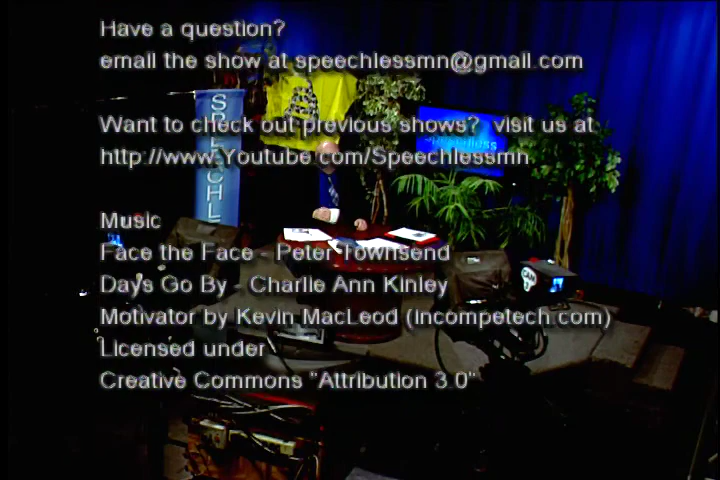 Have a question?
email the show at speechlessmn@gmail.com
Want to check out previous shows? visit us at
http://www.Youtube.com/Speechlessmn
Music
Face the Face - Peter Townsend
Days Go By - Charlie Ann Kinley
Motivator by Kevin MacLeod (incompetech.com)
Licensed under
Creative Commons "Attribution 3.0"
SPEECHLE